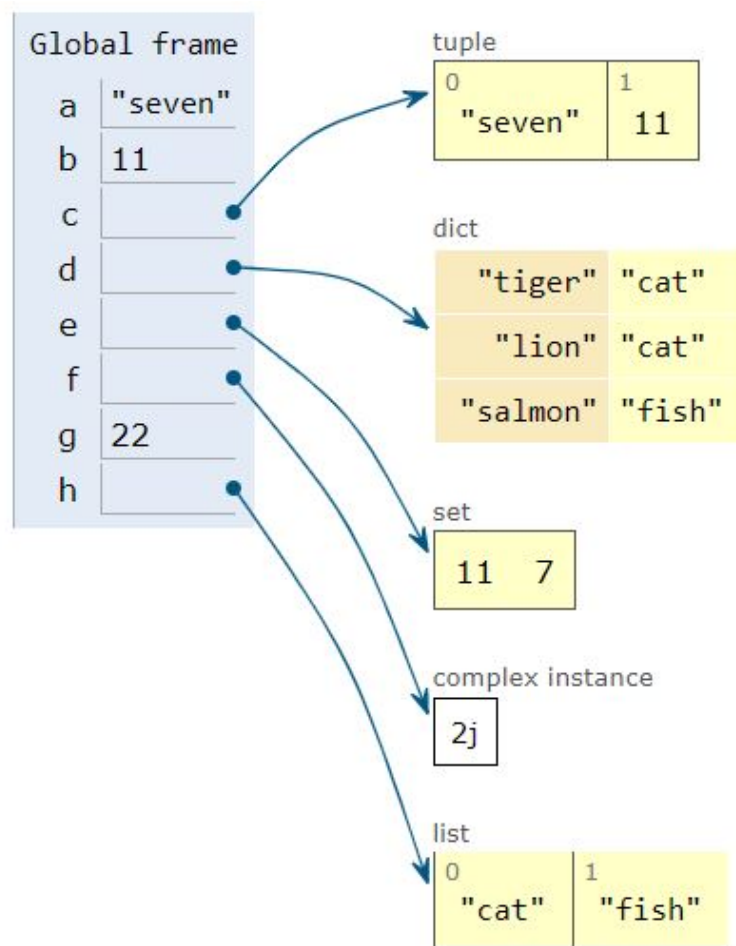 Global frame
a "seven"
b 11
c
d
e
f
g 22
h
tuple
0 1
"seven" 11
dict
"tiger" "cat"
"lion" "cat"
"salmon" "fish"
set
11 7
complex instance
2j
list
0 1
"cat" "fish"